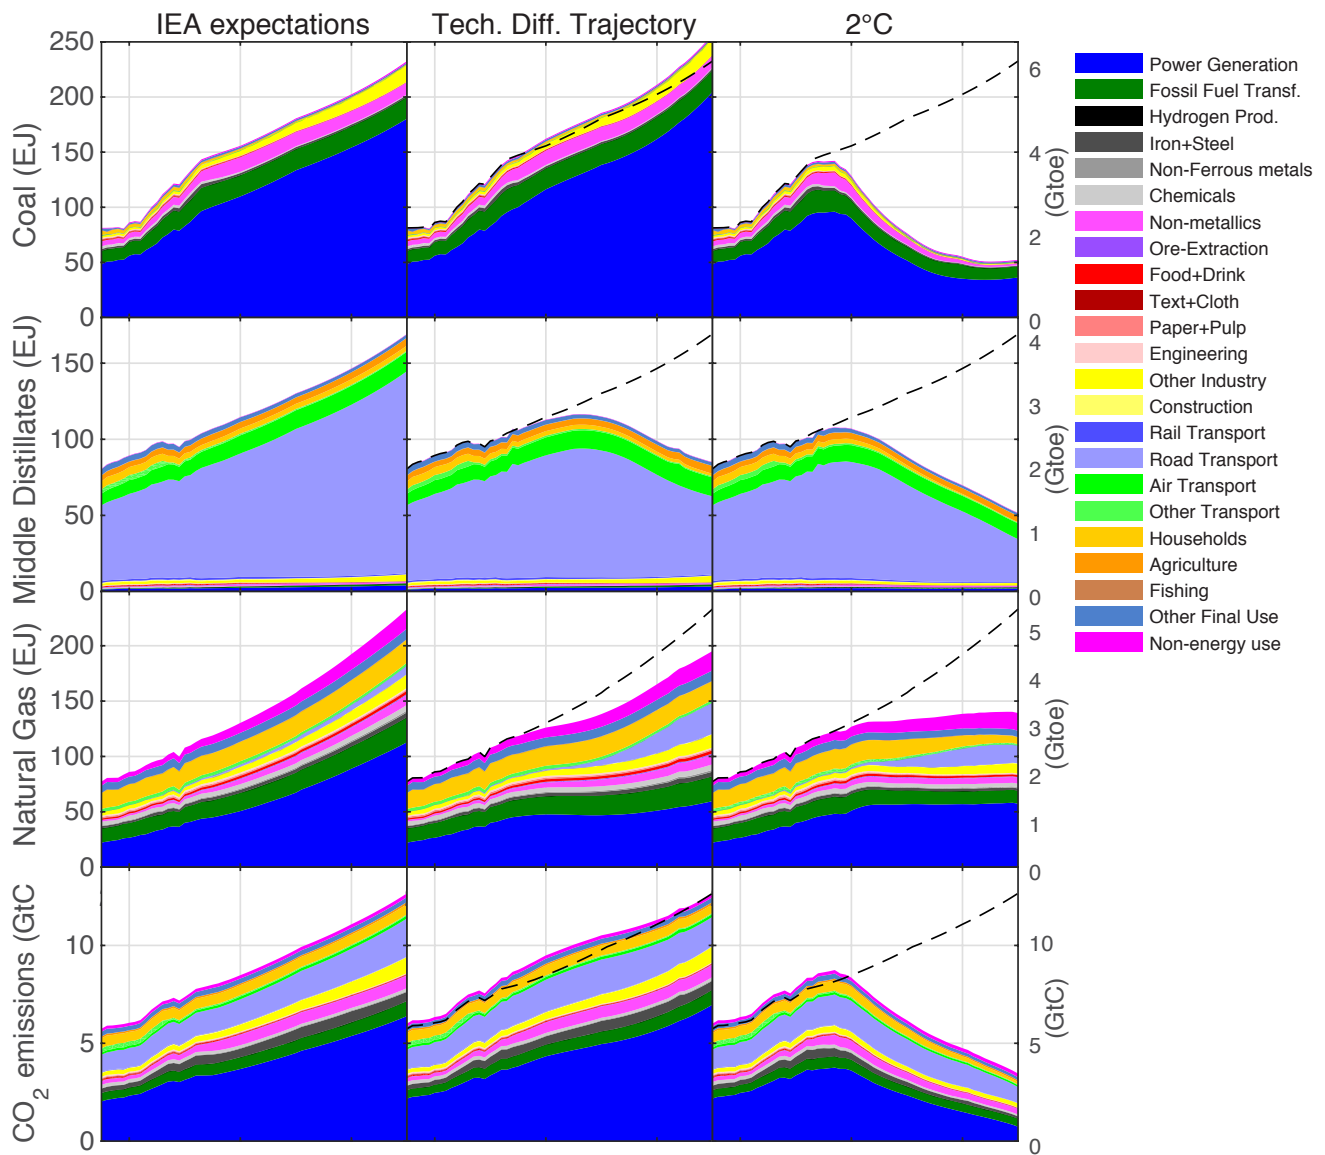 IEA expectations
Tech. Diff. Trajectory
2°C
Coal (EJ)
250
200
150
100
50
0
6
4
2
0
(Gtoe)
Middle Distillates (EJ)
150
100
50
0
4
3
2
1
0
(Gtoe)
Natural Gas (EJ)
200
150
100
50
0
5
4
3
2
1
0
(Gtoe)
CO2 emissions (GtC
10
5
0
10
5
0
(GtC)
Power Generation
Fossil Fuel Transf.
Hydrogen Prod.
Iron+Steel
Non-Ferrous metals
Chemicals
Non-metallics
Ore-Extraction
Food+Drink
Text+Cloth
Paper+Pulp
Engineering
Other Industry
Construction
Rail Transport
Road Transport
Air Transport
Other Transport
Households
Agriculture
Fishing
Other Final Use
Non-energy use